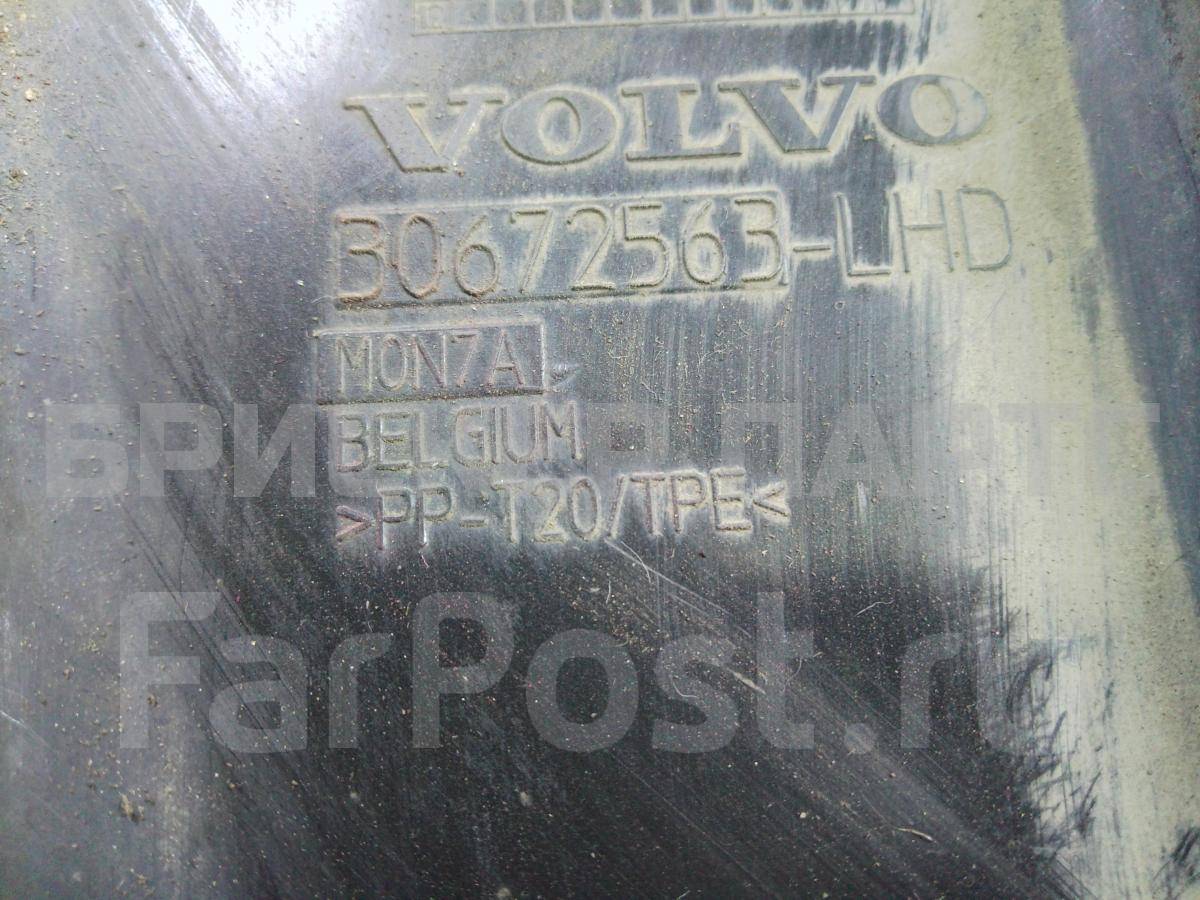 VOLVO
30672563-LHD
MON7A
BELGIUM
>PP-T20/TPE<
FarPost.ru